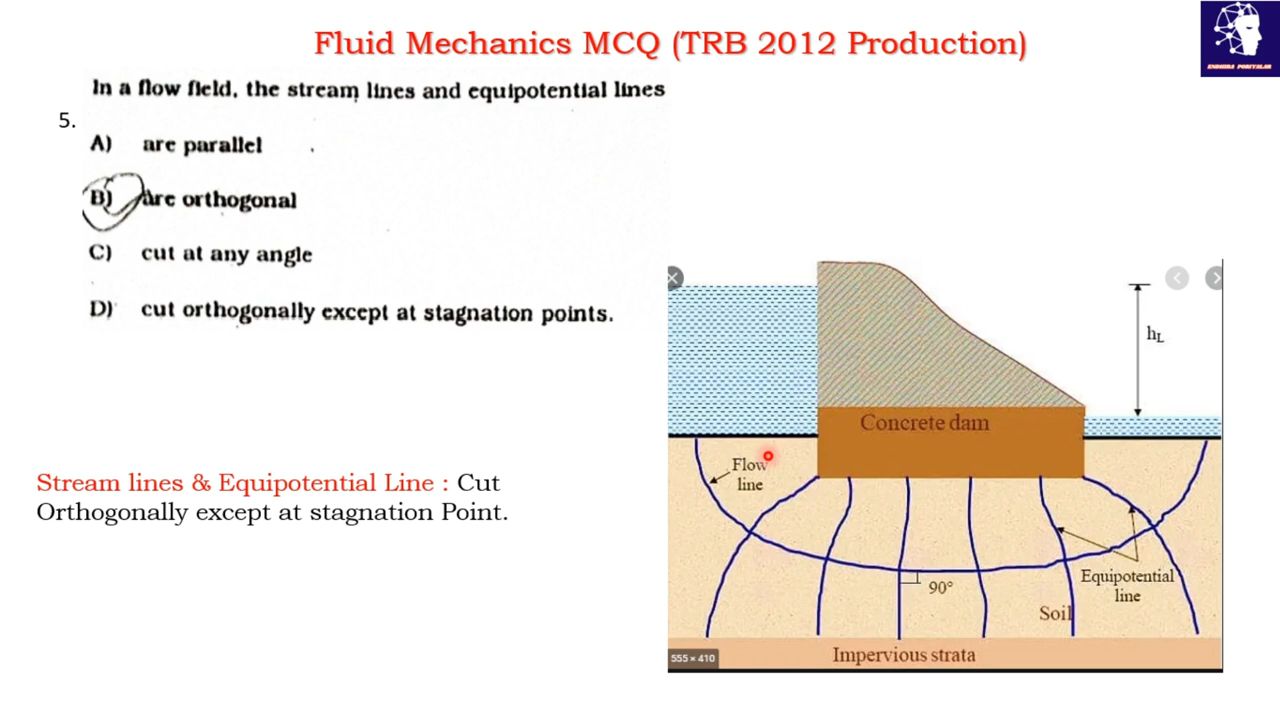 Fluid Mechanics MCQ (TRB 2012 Production)
ENDHIRA PORIYALAN
In a flow field, the stream lines and equipotential lines
5.
A) are parallel
B) Are orthogonal
C) cut at any angle
D) cut orthogonally except at stagnation points.
Stream lines & Equipotential Line : Cut
Orthogonally except at stagnation Point.
hL
Concrete dam
Flow
line
90°
Equipotential
line
Soil
Impervious strata
555 × 410